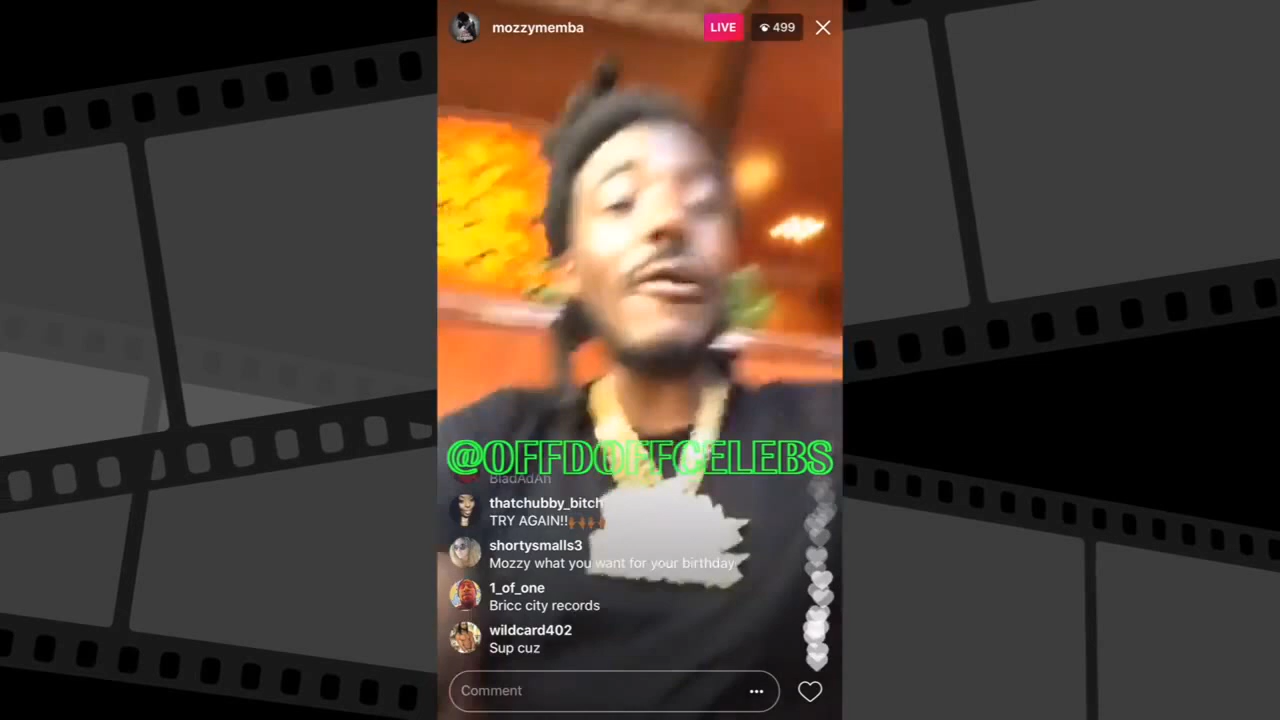 mozzymemba
LIVE
499
@OFFDOFFCELEBS
BladAdAh
thatchubby_bitch
TRY AGAIN!!
shortysmalls3
Mozzy what you want for your birthday
1_of_one
Bricc city records
wildcard402
Sup cuz
Comment